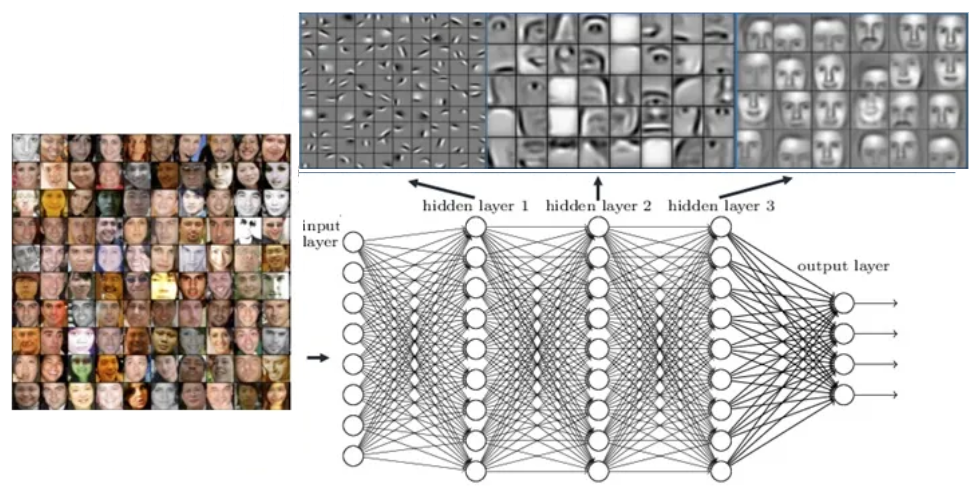 hidden layer 1 hidden layer 2 hidden layer 3
input
layer
output layer